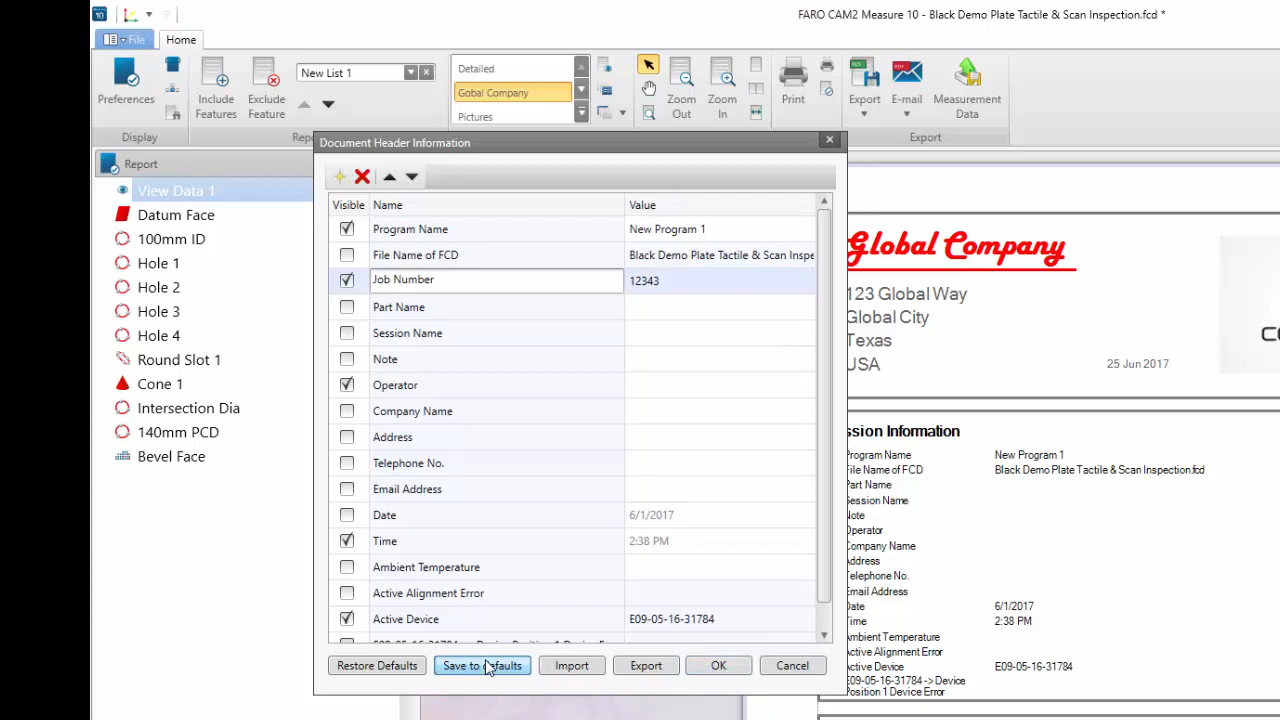 10
FARO CAM2 Measure 10 - Black Demo Plate Tactile & Scan Inspection.fcd *
File
Home
New List 1
Detailed
Gobal Company
Pictures
Preferences
Include Features
Exclude Feature
Zoom Out
Zoom In
Print
XLS
Export
PDF
E-mail
Measurement Data
Display
Repo
Export
Document Header Information
Report
View Data 1
Datum Face
100mm ID
Hole 1
Hole 2
Hole 3
Hole 4
Round Slot 1
Cone 1
Intersection Dia
140mm PCD
Bevel Face
Visible Name Value
Program Name New Program 1
File Name of FCD Black Demo Plate Tactile & Scan Inspe
Job Number 12343
Part Name
Session Name
Note
Operator
Company Name
Address
Telephone No.
Email Address
Date 6/1/2017
Time 2:38 PM
Ambient Temperature
Active Alignment Error
Active Device E09-05-16-31784
Restore Defaults
Save to defaults
Import
Export
OK
Cancel
Global Company
123 Global Way
Global City
Texas
USA
25 Jun 2017
ssion Information
Program Name New Program 1
File Name of FCD Black Demo Plate Tactile & Scan Inspection.fcd
Part Name
Session Name
Note
Operator
Company Name
Address
Telephone No.
Email Address
Date 6/1/2017
Time 2:38 PM
Ambient Temperature
Active Alignment Error
Active Device E09-05-16-31784
E09-05-16-31784 -> Device
Position 1 Device Error